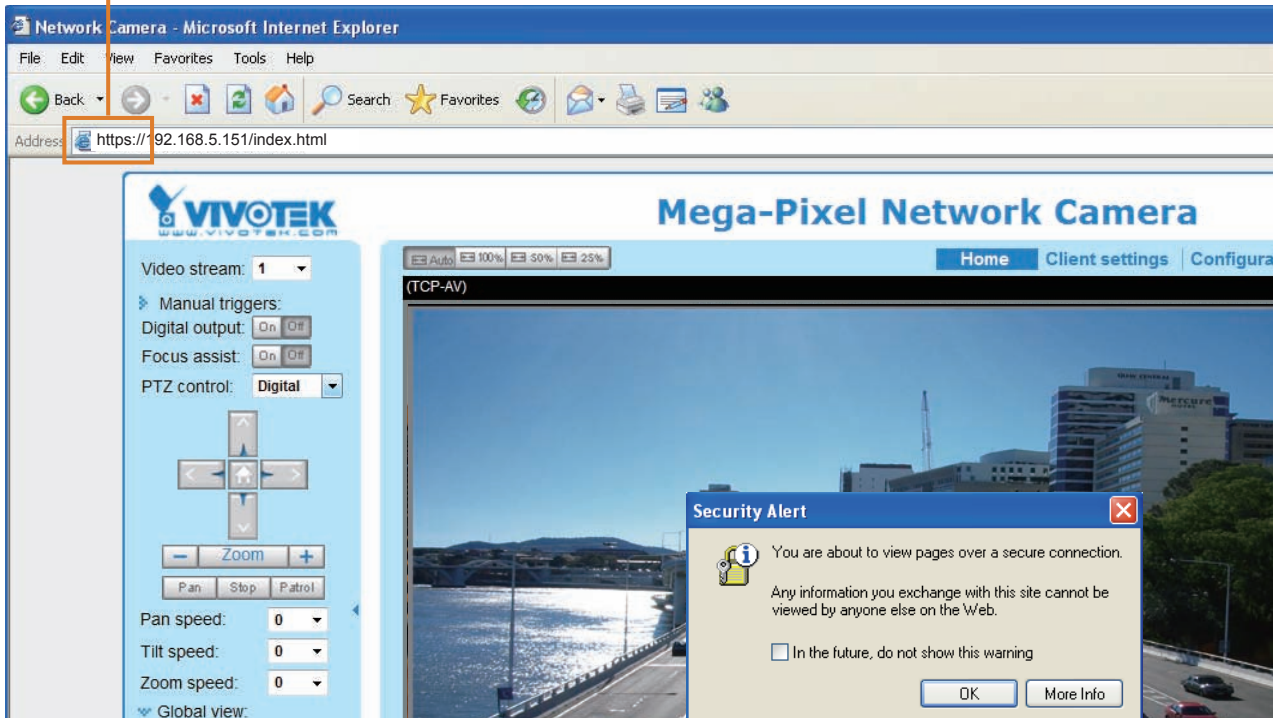 Network Camera - Microsoft Internet Explorer
File Edit View Favorites Tools Help
Back Search Favorites
Address https://192.168.5.151/index.html
VIVOTEK
www.vivotek.com
Mega-Pixel Network Camera
Video stream: 1
Auto 100% 50% 25%
Home Client settings Configura
(TCP-AV)
Manual triggers:
Digital output: On Off
Focus assist: On Off
PTZ control: Digital
Mercure
Zoom
Pan Stop Patrol
Pan speed: 0
Tilt speed: 0
Zoom speed: 0
Global view:
Security Alert
You are about to view pages over a secure connection.
Any information you exchange with this site cannot be
viewed by anyone else on the Web.
In the future, do not show this warning
OK More Info